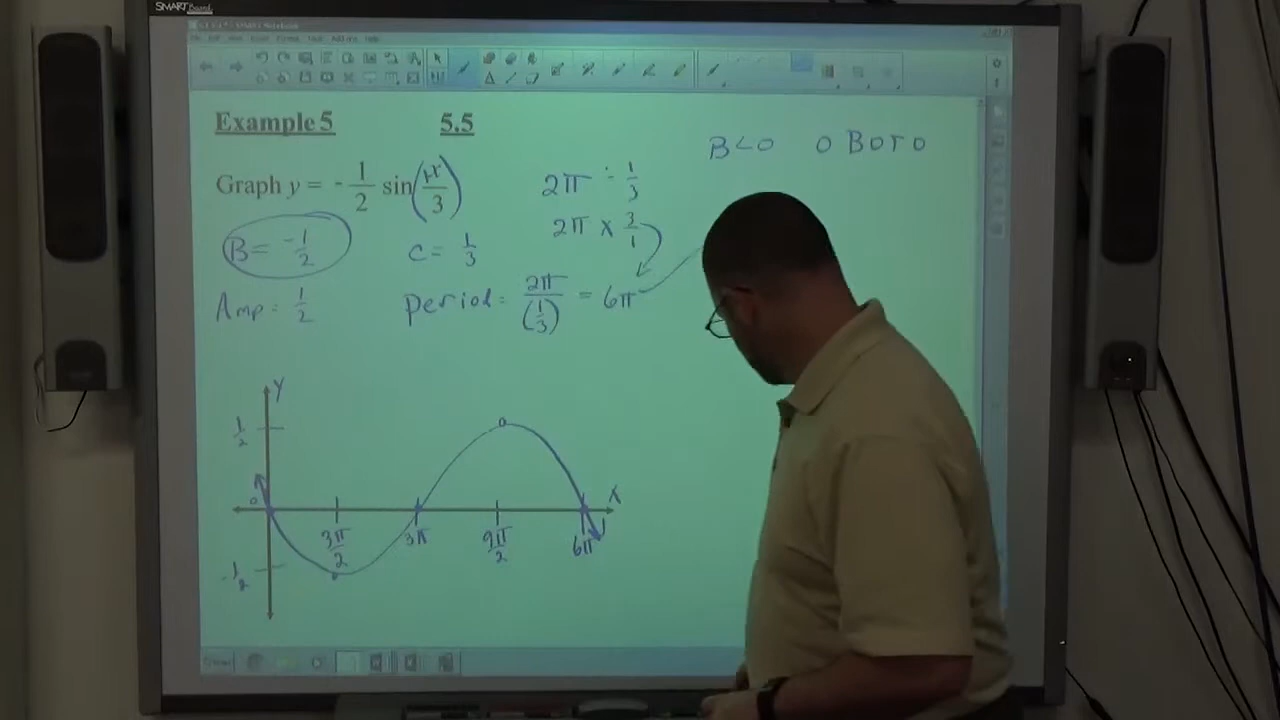 SMART Board
Example 5 5.5
B<0 O B O T O
Graph y = - 1/2 sin(x/3)
2π ÷ 1/3
2π x 3/1
B= -1/2
C= 1/3
Amp: 1/2
period= 2π/(1/3) = 6π
Y
1/2
0
X
3π/2 3π 9π/2 6π
-1/2